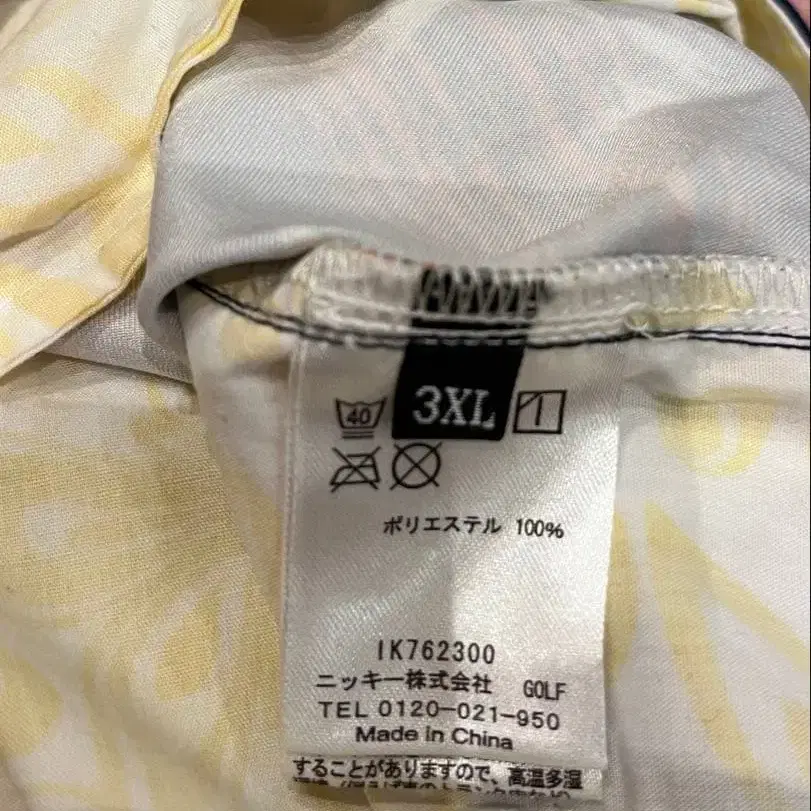 40
3XL
ポリエステル 100%
IK762300
ニッキー株式会社 GOLF
TEL 0120-021-950
Made in China
することがありますので、高温多湿